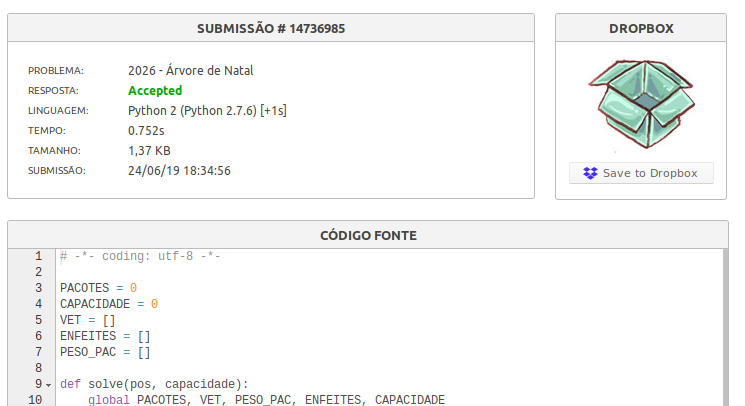 SUBMISSÃO # 14736985
PROBLEMA: 2026 - Árvore de Natal
RESPOSTA: Accepted
LINGUAGEM: Python 2 (Python 2.7.6) [+1s]
TEMPO: 0.752s
TAMANHO: 1,37 KB
SUBMISSÃO: 24/06/19 18:34:56
DROPBOX
Save to Dropbox
CÓDIGO FONTE
1 # -*- coding: utf-8 -*-
2
3 PACOTES = 0
4 CAPACIDADE = 0
5 VET = []
6 ENFEITES = []
7 PESO_PAC = []
8
9 def solve(pos, capacidade):
10 global PACOTES, VET, PESO_PAC, ENFEITES, CAPACIDADE